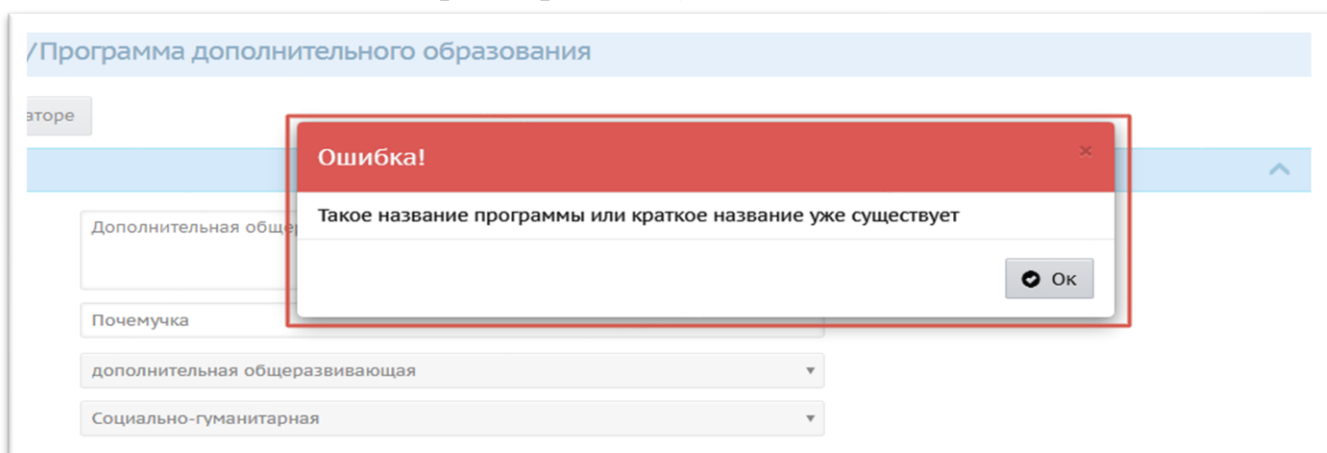 /Программа дополнительного образования
аторе
Ошибка!
Такое название программы или краткое название уже существует
Дополнительная обще
Ок
Почемучка
дополнительная общеразвивающая
Социально-гуманитарная